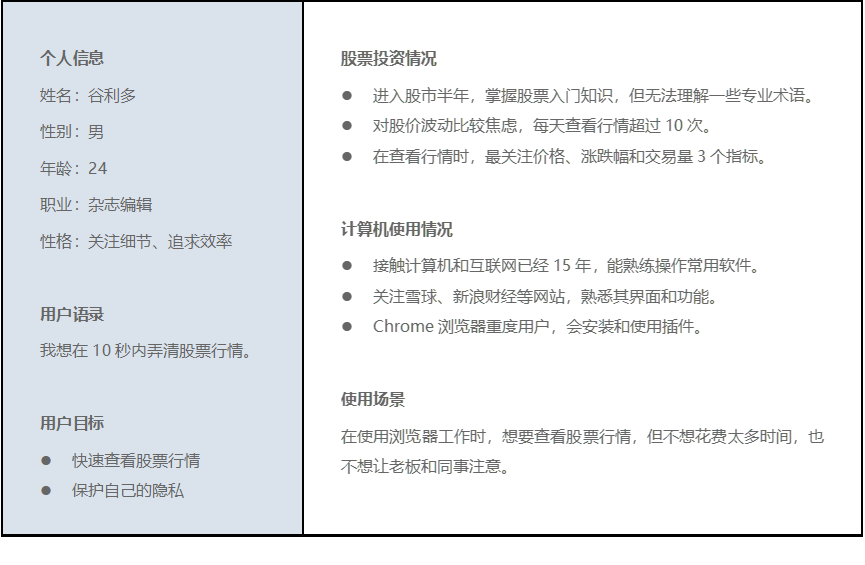 个人信息
姓名：谷利多
性别：男
年龄：24
职业：杂志编辑
性格：关注细节、追求效率
用户语录
我想在 10 秒内弄清股票行情。
用户目标
● 快速查看股票行情
● 保护自己的隐私
股票投资情况
● 进入股市半年，掌握股票入门知识，但无法理解一些专业术语。
● 对股价波动比较焦虑，每天查看行情超过 10 次。
● 在查看行情时，最关注价格、涨跌幅和交易量 3 个指标。
计算机使用情况
● 接触计算机和互联网已经 15 年，能熟练操作常用软件。
● 关注雪球、新浪财经等网站，熟悉其界面和功能。
● Chrome 浏览器重度用户，会安装和使用插件。
使用场景
在使用浏览器工作时，想要查看股票行情，但不想花费太多时间，也
不想让老板和同事注意。